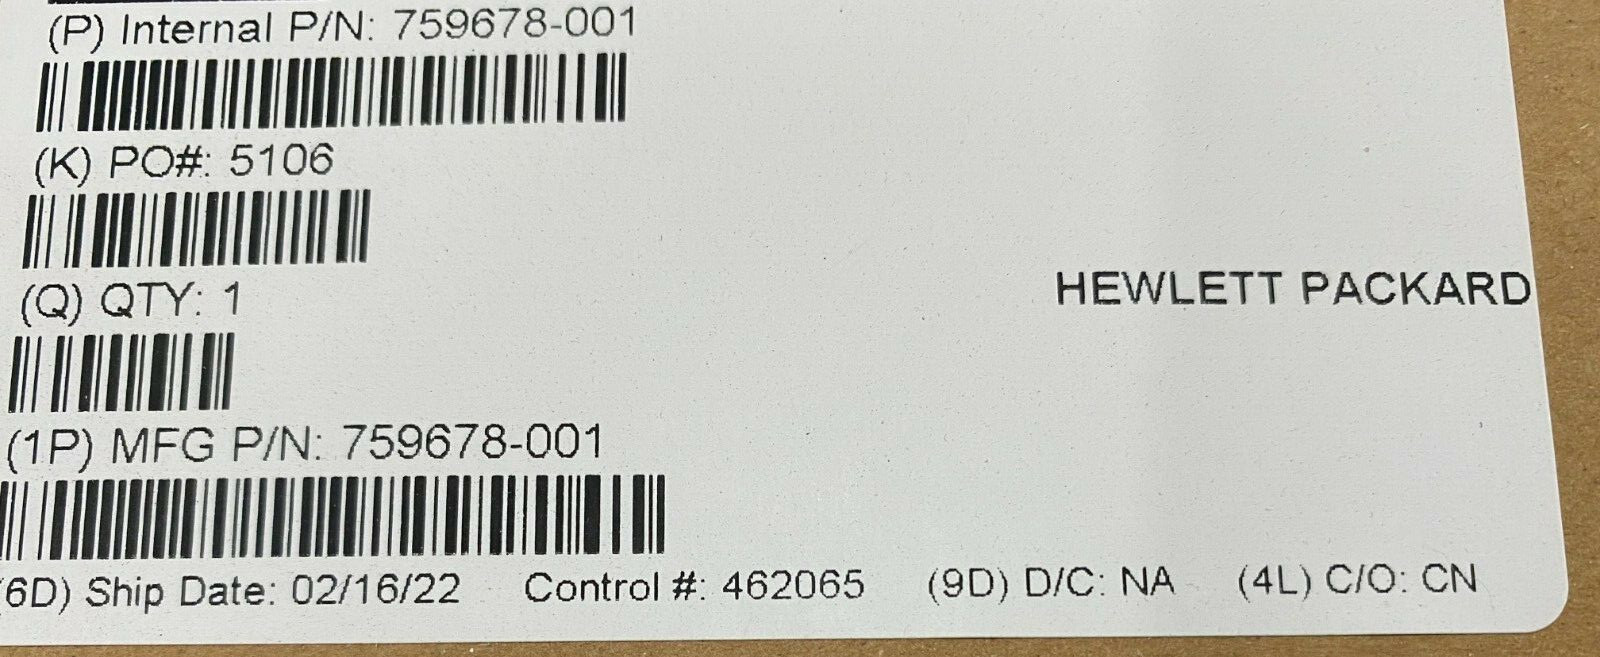 (P) Internal P/N: 759678-001
(K) PO#: 5106
(Q) QTY: 1
HEWLETT PACKARD
(1P) MFG P/N: 759678-001
(6D) Ship Date: 02/16/22 Control #: 462065 (9D) D/C: NA (4L) C/O: CN